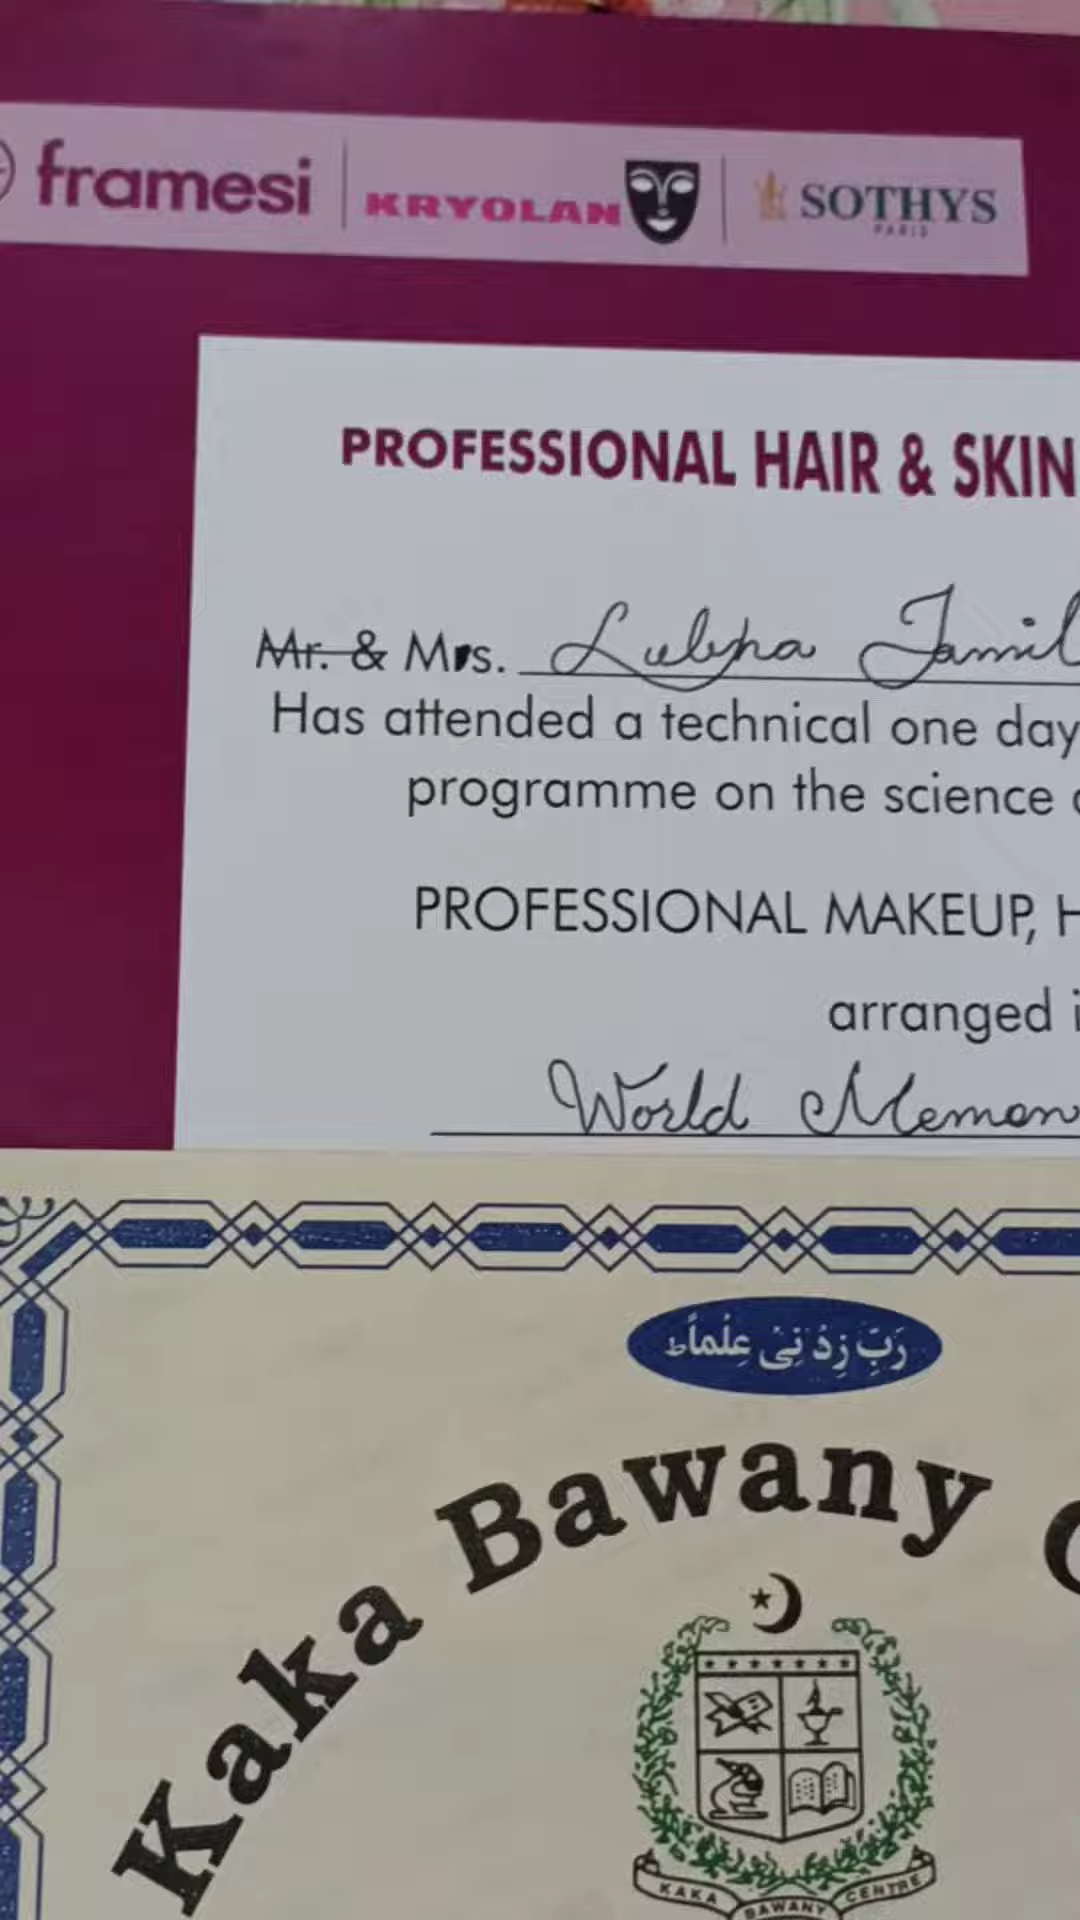 framesi KRYOLAN SOTHYS
PARIS
PROFESSIONAL HAIR & SKIN
Mr. & Mrs. Lubna Jamil
Has attended a technical one day
programme on the science
PROFESSIONAL MAKEUP, H
arranged i
World Memon
رَبِّ زِدْ نِیْ عِلْماًط
Kaka Bawany C
KAKA BAWANY CENTRE